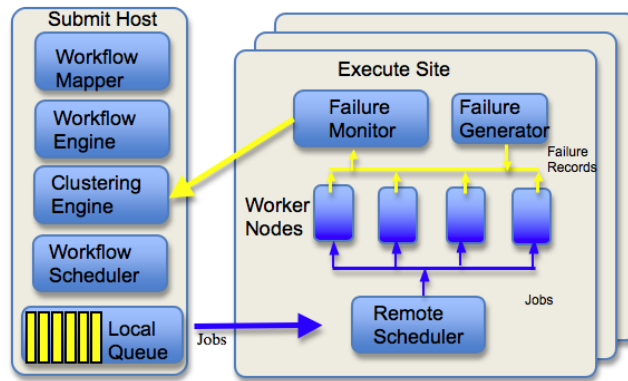 Submit Host
Workflow
Mapper
Workflow
Engine
Clustering
Engine
Workflow
Scheduler
Local
Queue
Jobs
Execute Site
Failure
Monitor
Failure
Generator
Failure
Records
Worker
Nodes
Jobs
Remote
Scheduler